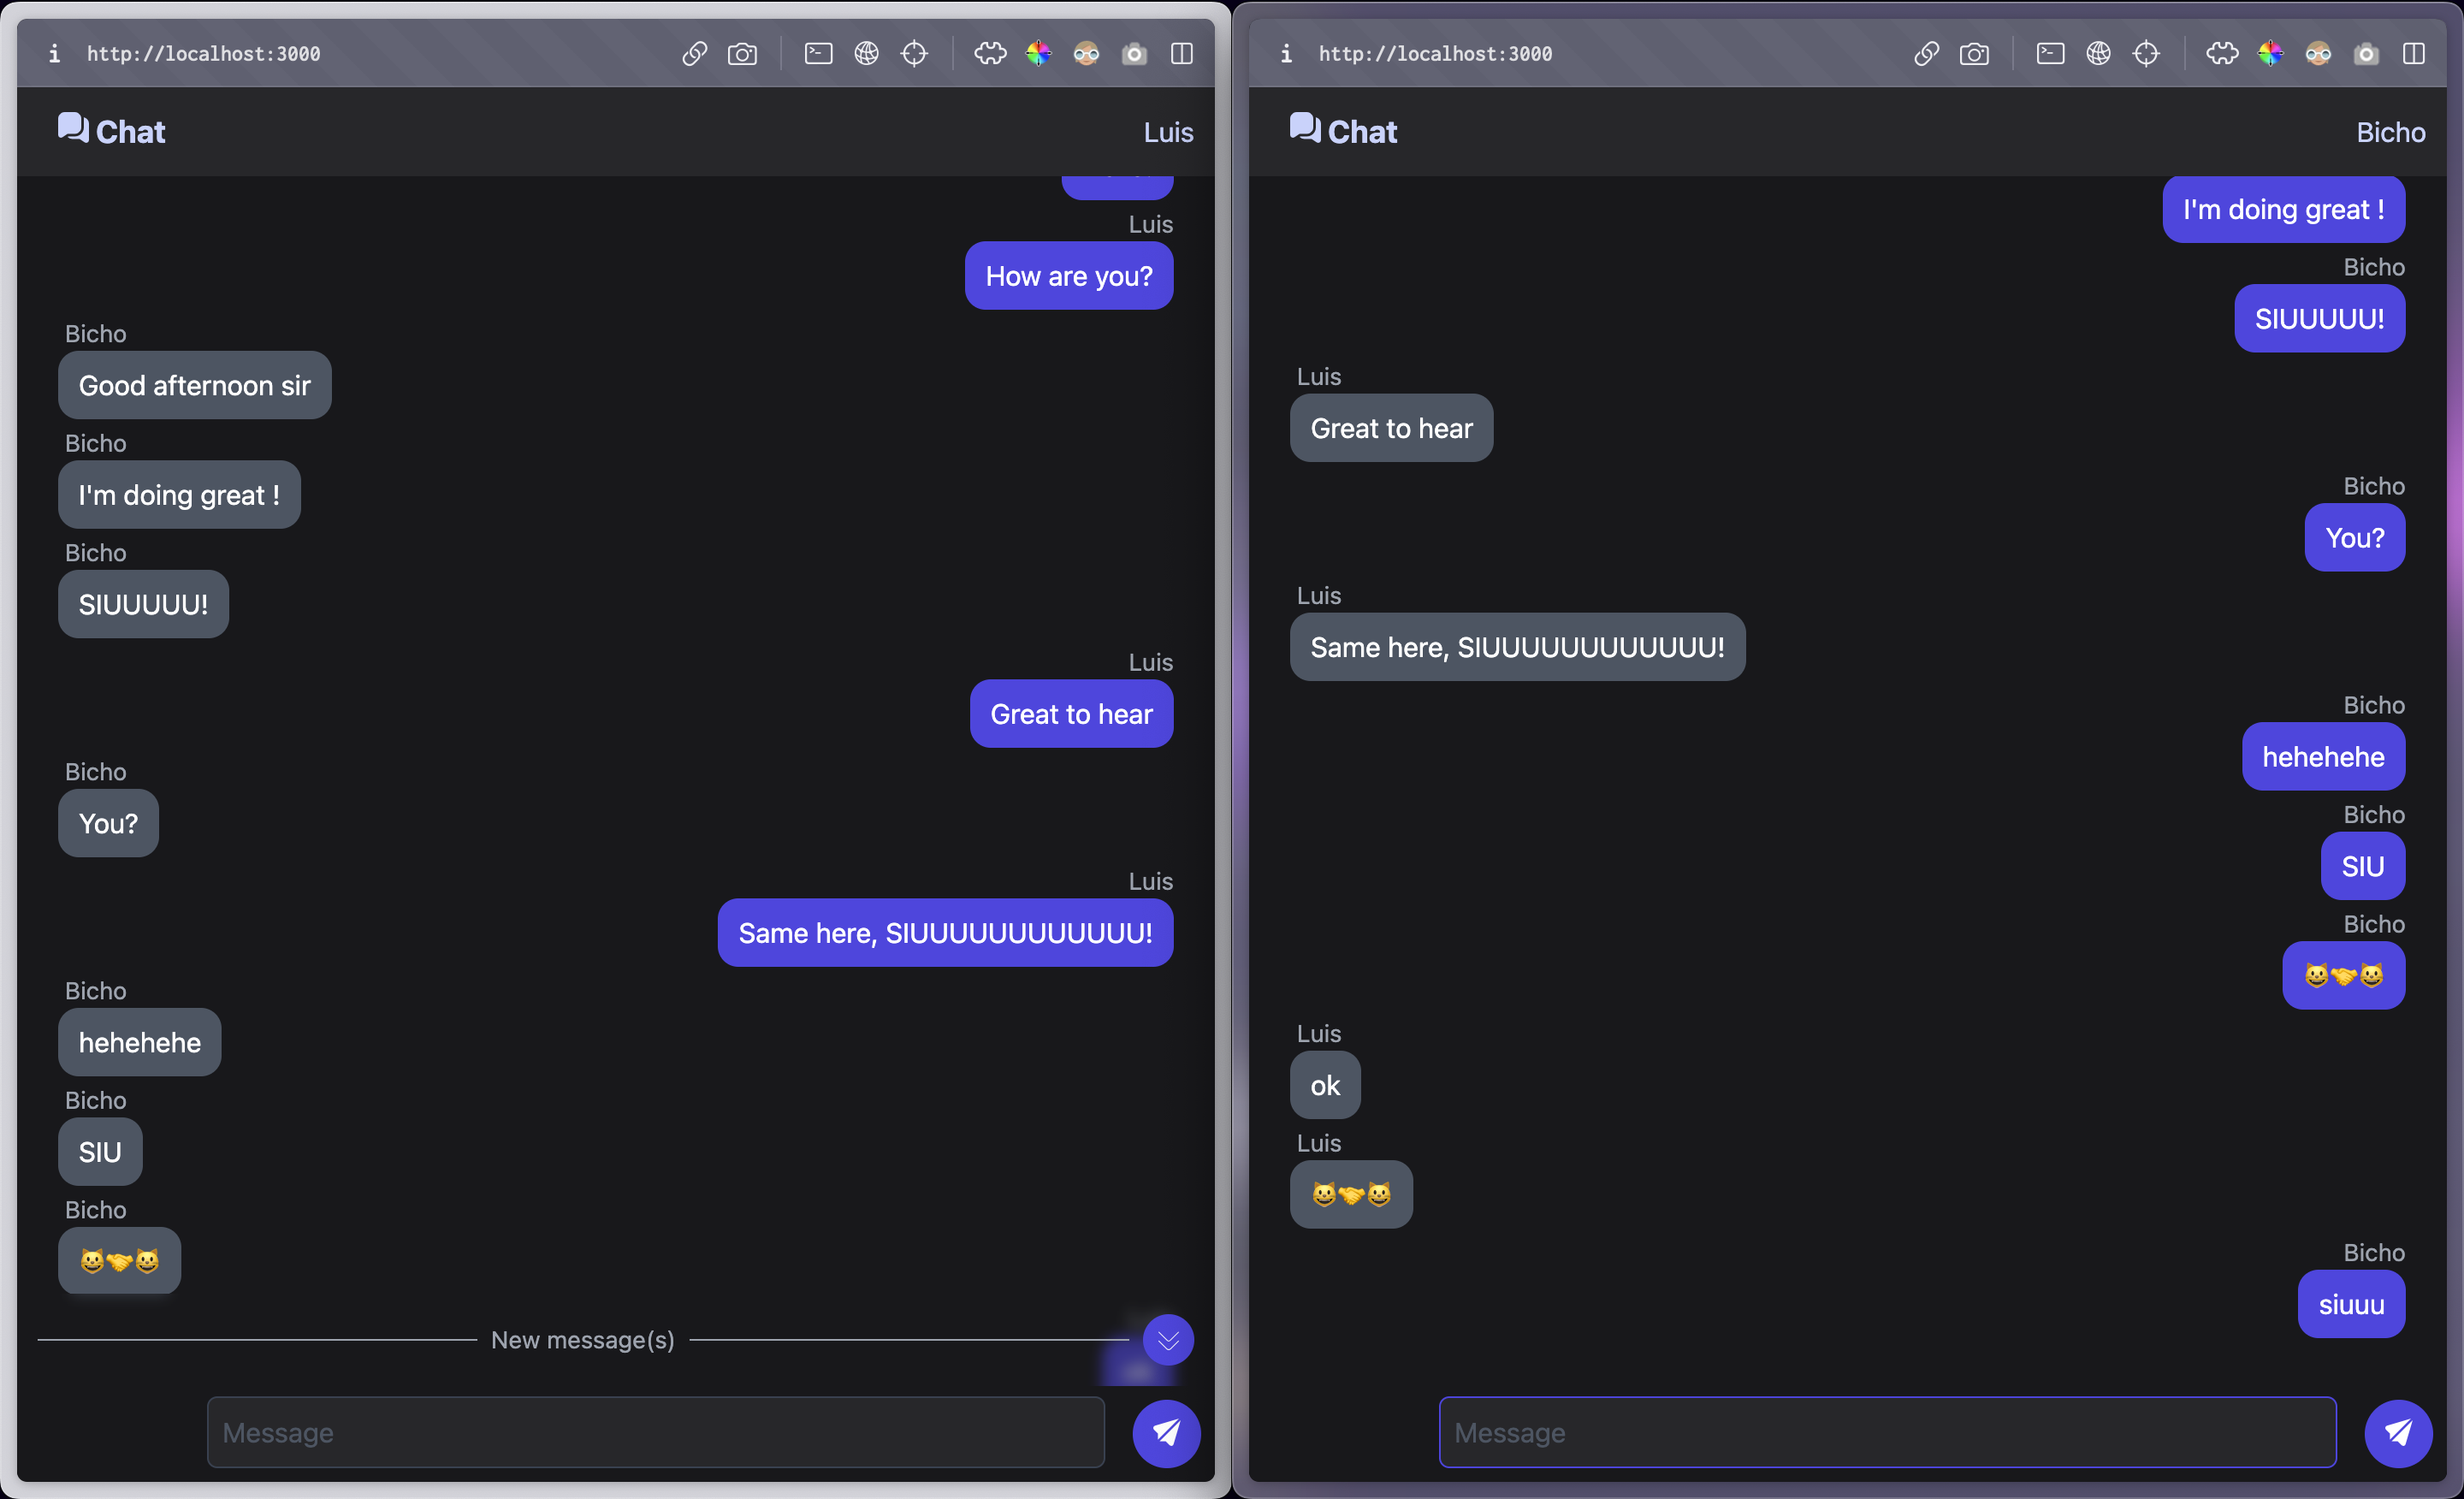 http://localhost:3000
Chat
Luis
Luis
How are you?
Bicho
Good afternoon sir
Bicho
I'm doing great !
Bicho
SIUUUUU!
Luis
Great to hear
Bicho
You?
Luis
Same here, SIUUUUUUUUUUUU!
Bicho
hehehehe
Bicho
SIU
Bicho
😺🤝😺
New message(s)
Message
http://localhost:3000
Chat
Bicho
I'm doing great !
Bicho
SIUUUUU!
Luis
Great to hear
Bicho
You?
Luis
Same here, SIUUUUUUUUUUUU!
Bicho
hehehehe
Bicho
SIU
Bicho
😺🤝😺
Luis
ok
Luis
😺🤝😺
Bicho
siuuu
Message